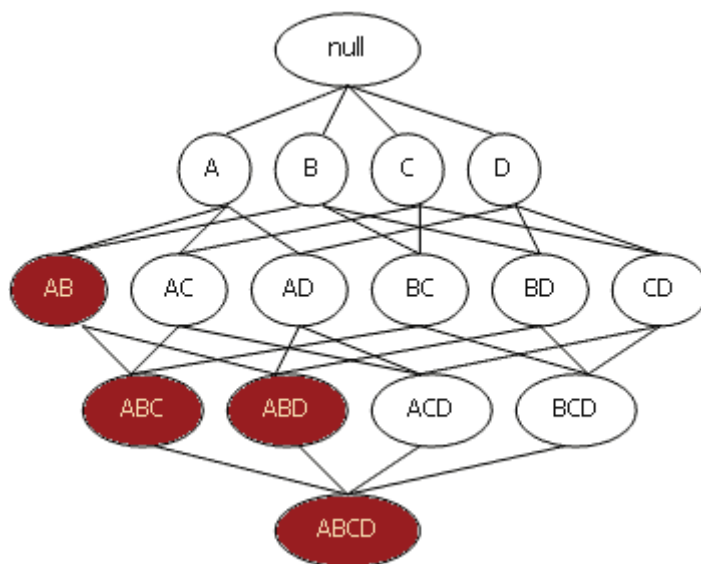 null
A B C D
AB AC AD BC BD CD
ABC ABD ACD BCD
ABCD